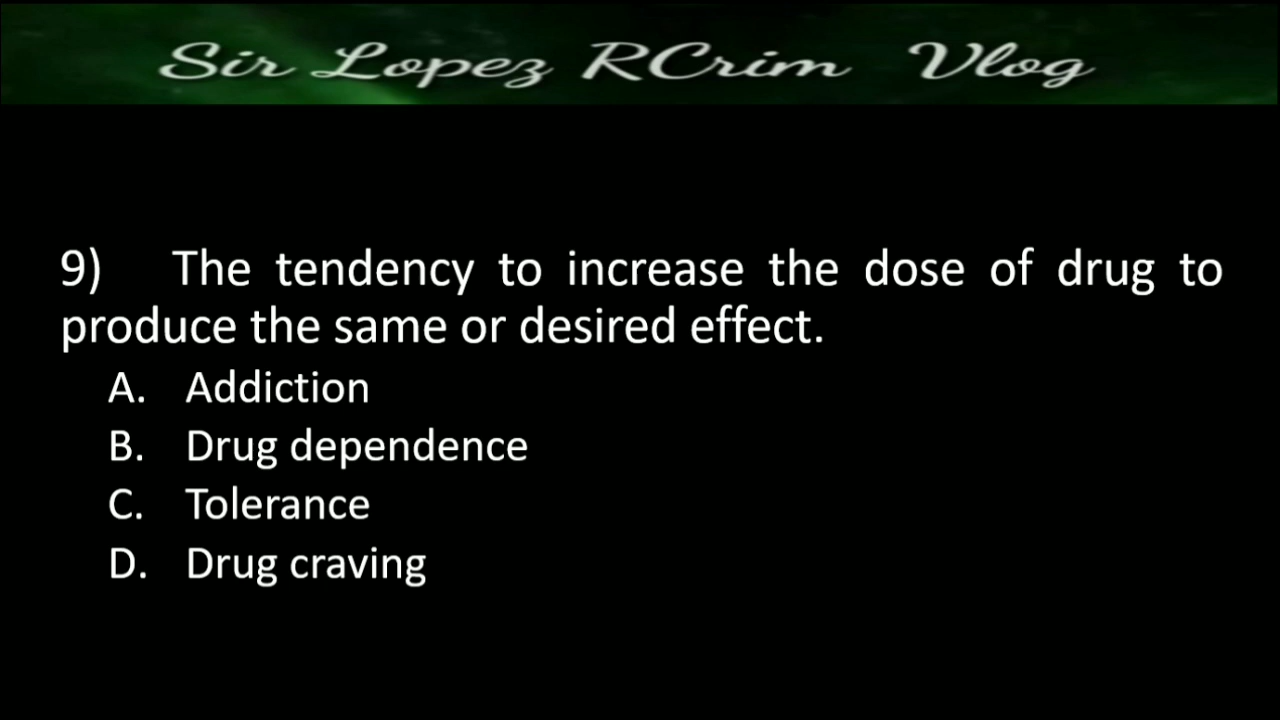 Sir Lopez RCrim Vlog
9) The tendency to increase the dose of drug to
produce the same or desired effect.
A. Addiction
B. Drug dependence
C. Tolerance
D. Drug craving